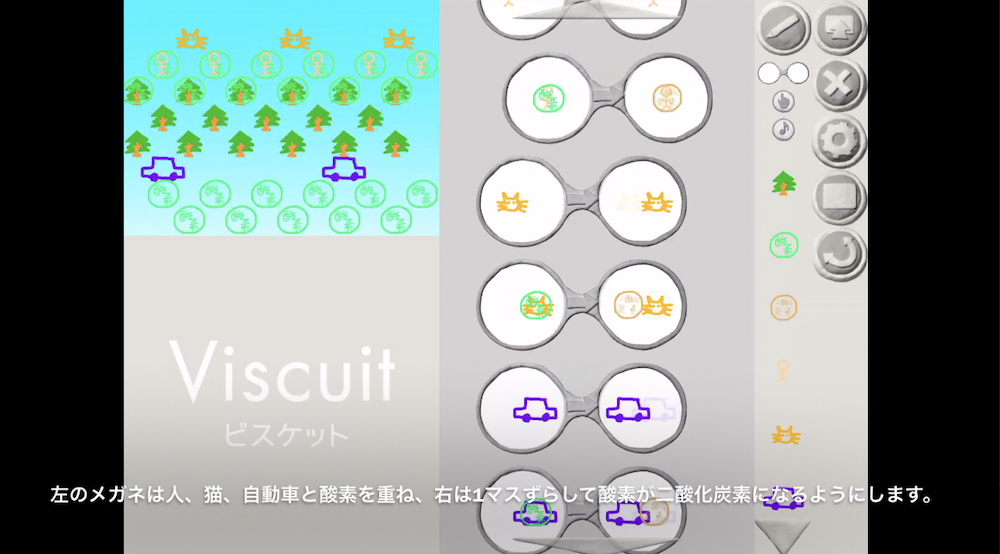 Viscuit
ビスケット
左のメガネは人、猫、自動車と酸素を重ね、右は1マスずらして酸素が二酸化炭素になるようにします。